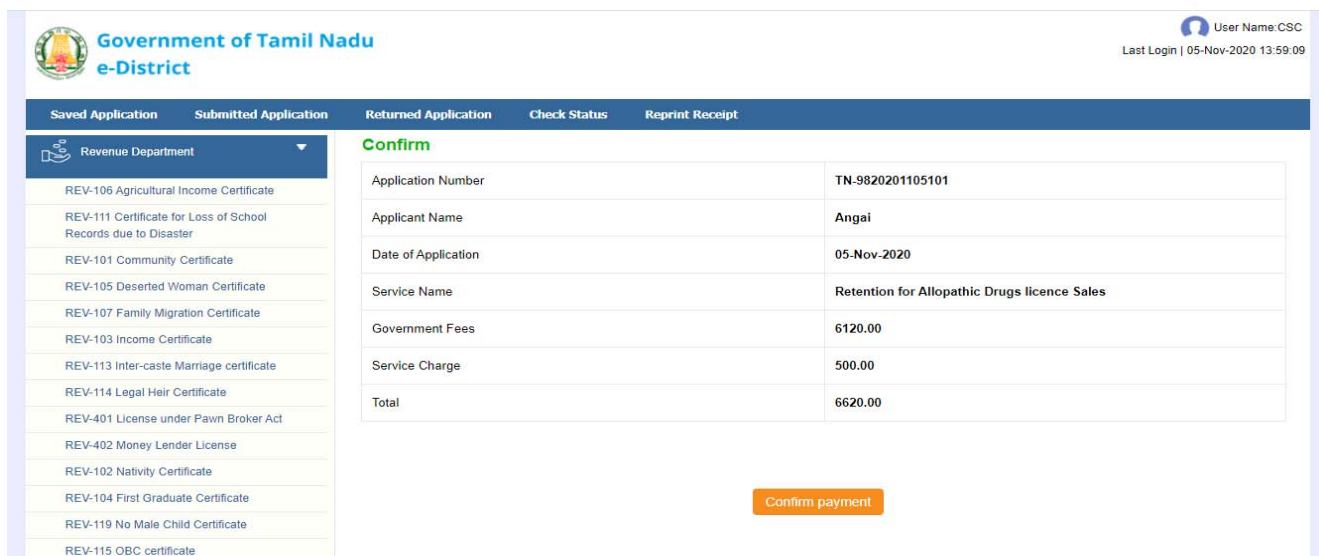 Government of Tamil Nadu
e-District
User Name:CSC
Last Login | 05-Nov-2020 13:59:09
Saved Application Submitted Application Returned Application Check Status Reprint Receipt
Revenue Department
REV-106 Agricultural Income Certificate
REV-111 Certificate for Loss of School
Records due to Disaster
REV-101 Community Certificate
REV-105 Deserted Woman Certificate
REV-107 Family Migration Certificate
REV-103 Income Certificate
REV-113 Inter-caste Marriage certificate
REV-114 Legal Heir Certificate
REV-401 License under Pawn Broker Act
REV-402 Money Lender License
REV-102 Nativity Certificate
REV-104 First Graduate Certificate
REV-119 No Male Child Certificate
REV-115 OBC certificate
Confirm
Application Number TN-9820201105101
Applicant Name Angai
Date of Application 05-Nov-2020
Service Name Retention for Allopathic Drugs licence Sales
Government Fees 6120.00
Service Charge 500.00
Total 6620.00
Confirm payment